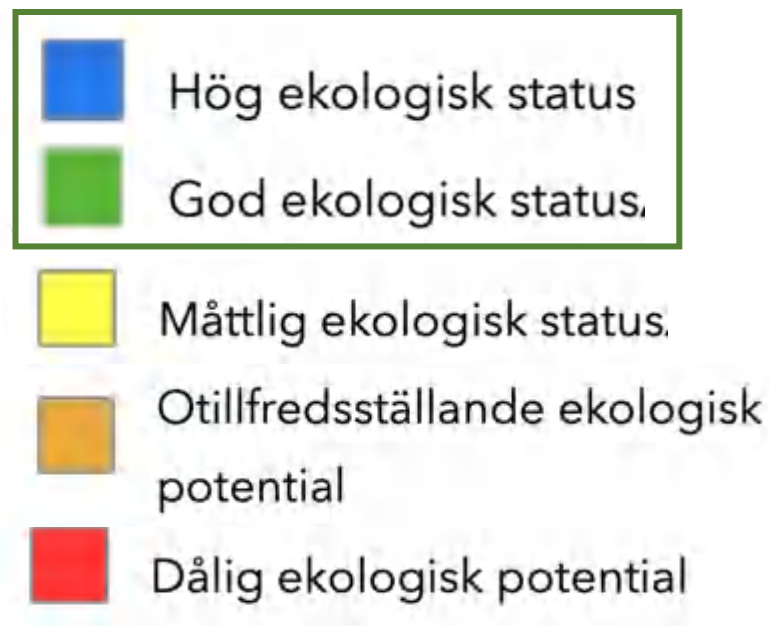 Hög ekologisk status
God ekologisk status.
Måttlig ekologisk status.
Otillfredsställande ekologisk
potential
Dålig ekologisk potential